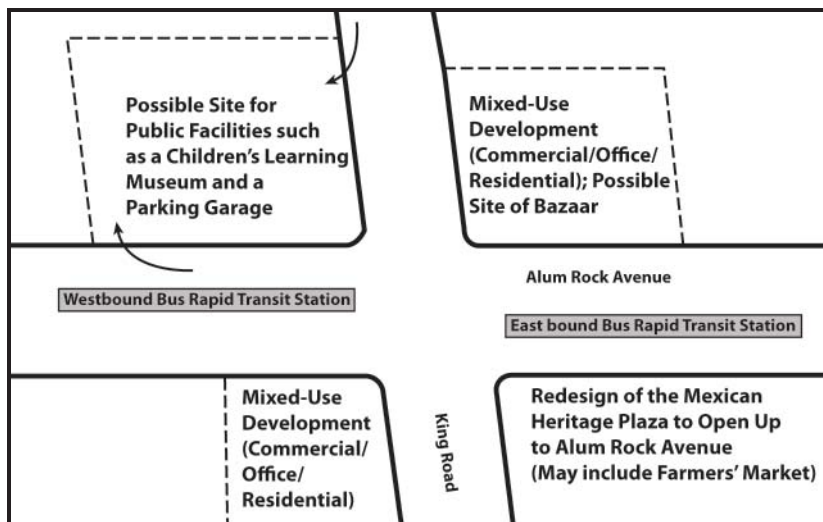 Possible Site for
Public Facilities such
as a Children's Learning
Museum and a
Parking Garage
Mixed-Use
Development
(Commercial/Office/
Residential); Possible
Site of Bazaar
Alum Rock Avenue
Westbound Bus Rapid Transit Station
East bound Bus Rapid Transit Station
Mixed-Use
Development
(Commercial/
Office/
Residential)
King Road
Redesign of the Mexican
Heritage Plaza to Open Up
to Alum Rock Avenue
(May include Farmers' Market)